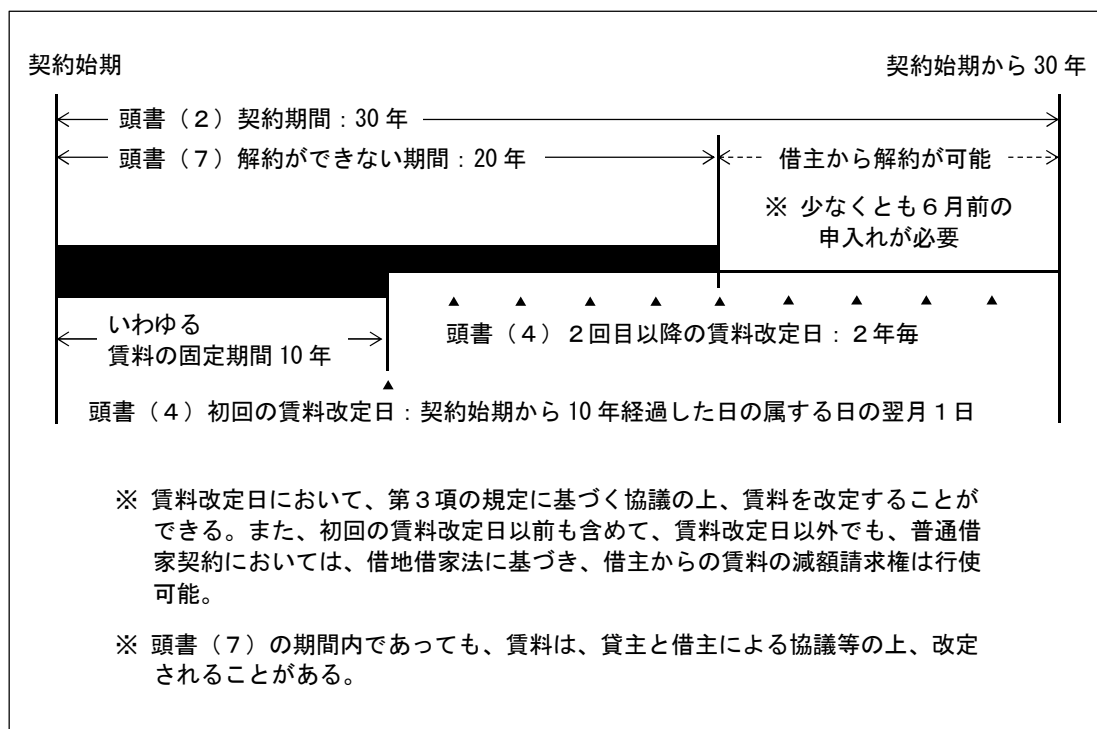 契約始期
契約始期から 30 年
頭書（２）契約期間：30 年
頭書（７）解約ができない期間：20 年
借主から解約が可能
※ 少なくとも６月前の
申入れが必要
いわゆる
賃料の固定期間 10 年
頭書（４）２回目以降の賃料改定日：２年毎
頭書（４）初回の賃料改定日：契約始期から 10 年経過した日の属する日の翌月１日
※ 賃料改定日において、第３項の規定に基づく協議の上、賃料を改定することが
できる。また、初回の賃料改定日以前も含めて、賃料改定日以外でも、普通借
家契約においては、借地借家法に基づき、借主からの賃料の減額請求権は行使
可能。
※ 頭書（７）の期間内であっても、賃料は、貸主と借主による協議等の上、改定
されることがある。